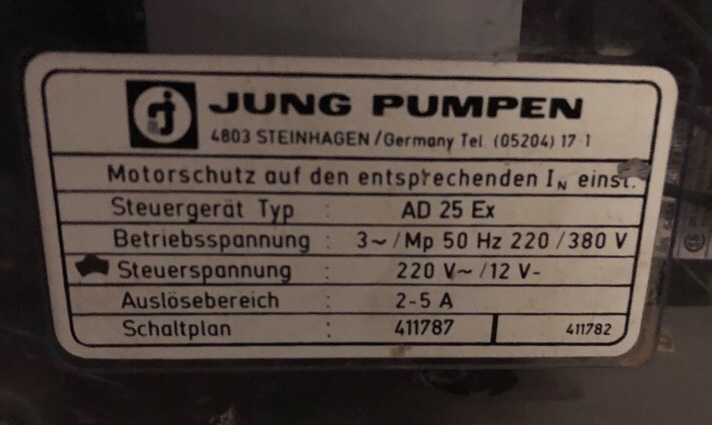 JUNG PUMPEN
4803 STEINHAGEN/Germany Tel. (05204) 17-1
Motorschutz auf den entsprechenden IN einst.
Steuergerät Typ : AD 25 Ex
Betriebsspannung : 3~/Mp 50 Hz 220/380 V
Steuerspannung : 220 V~/12 V-
Auslösebereich : 2-5 A
Schaltplan : 411787 411782